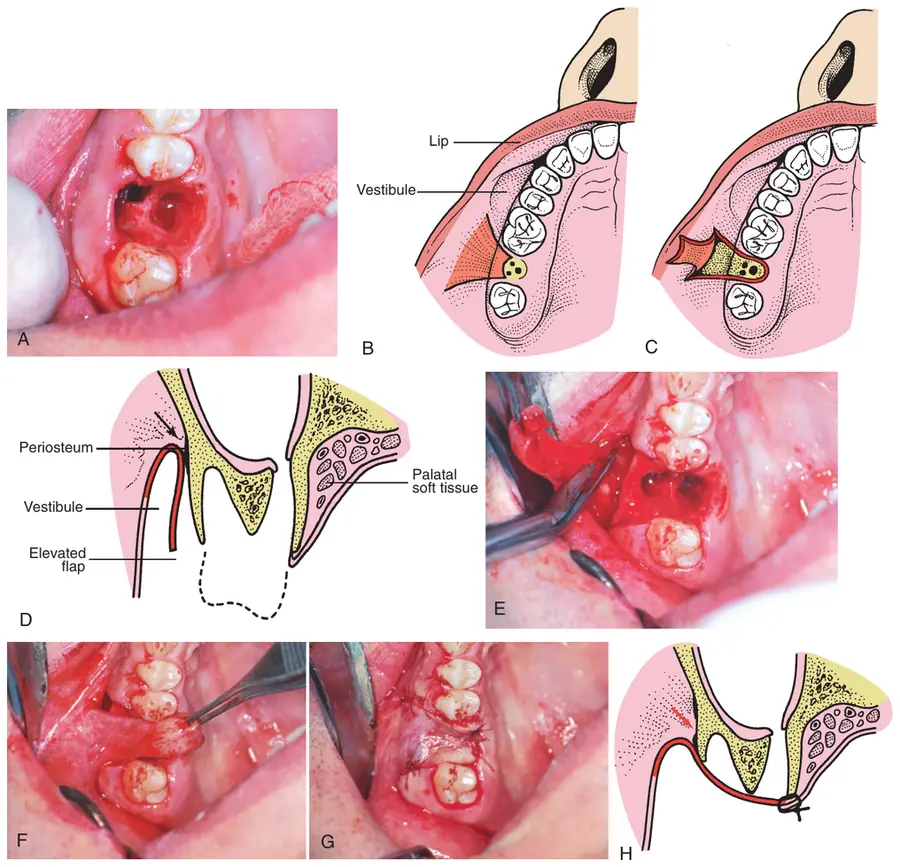 A
Lip
Vestibule
B
C
Periosteum
Vestibule
Elevated
flap
Palatal
soft tissue
D
E
F
G
H